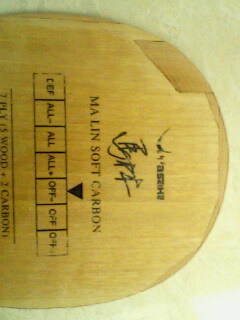 Yasaka
MA LIN SOFT CARBON
DEF ALL- ALL ALL+ OFF- OFF OFF+
7 PLY (5 WOOD + 2 CARBON)